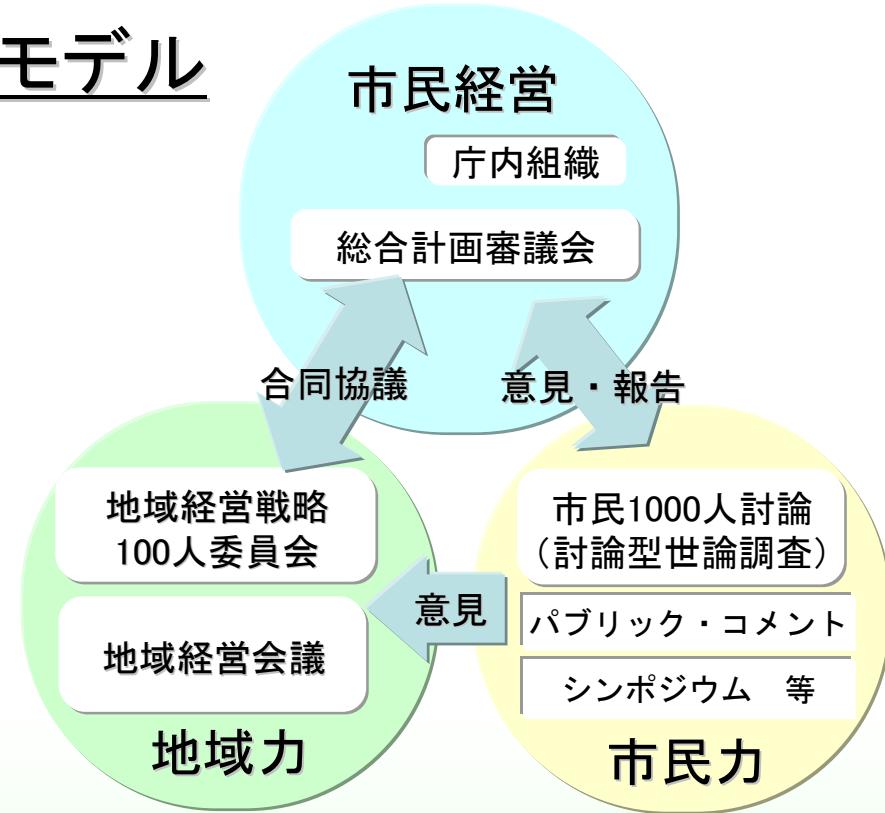 モデル
市民経営
庁内組織
総合計画審議会
合同協議
意見・報告
地域経営戦略
100人委員会
地域経営会議
地域力
意見
市民1000人討論
（討論型世論調査）
パブリック・コメント
シンポジウム　等
市民力